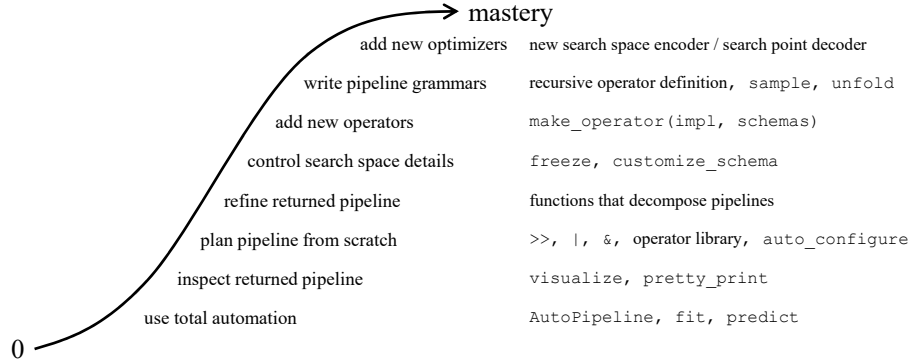 mastery
add new optimizers new search space encoder / search point decoder
write pipeline grammars recursive operator definition, sample, unfold
add new operators make_operator(impl, schemas)
control search space details freeze, customize_schema
refine returned pipeline functions that decompose pipelines
plan pipeline from scratch >>, |, &, operator library, auto_configure
inspect returned pipeline visualize, pretty_print
use total automation AutoPipeline, fit, predict
0